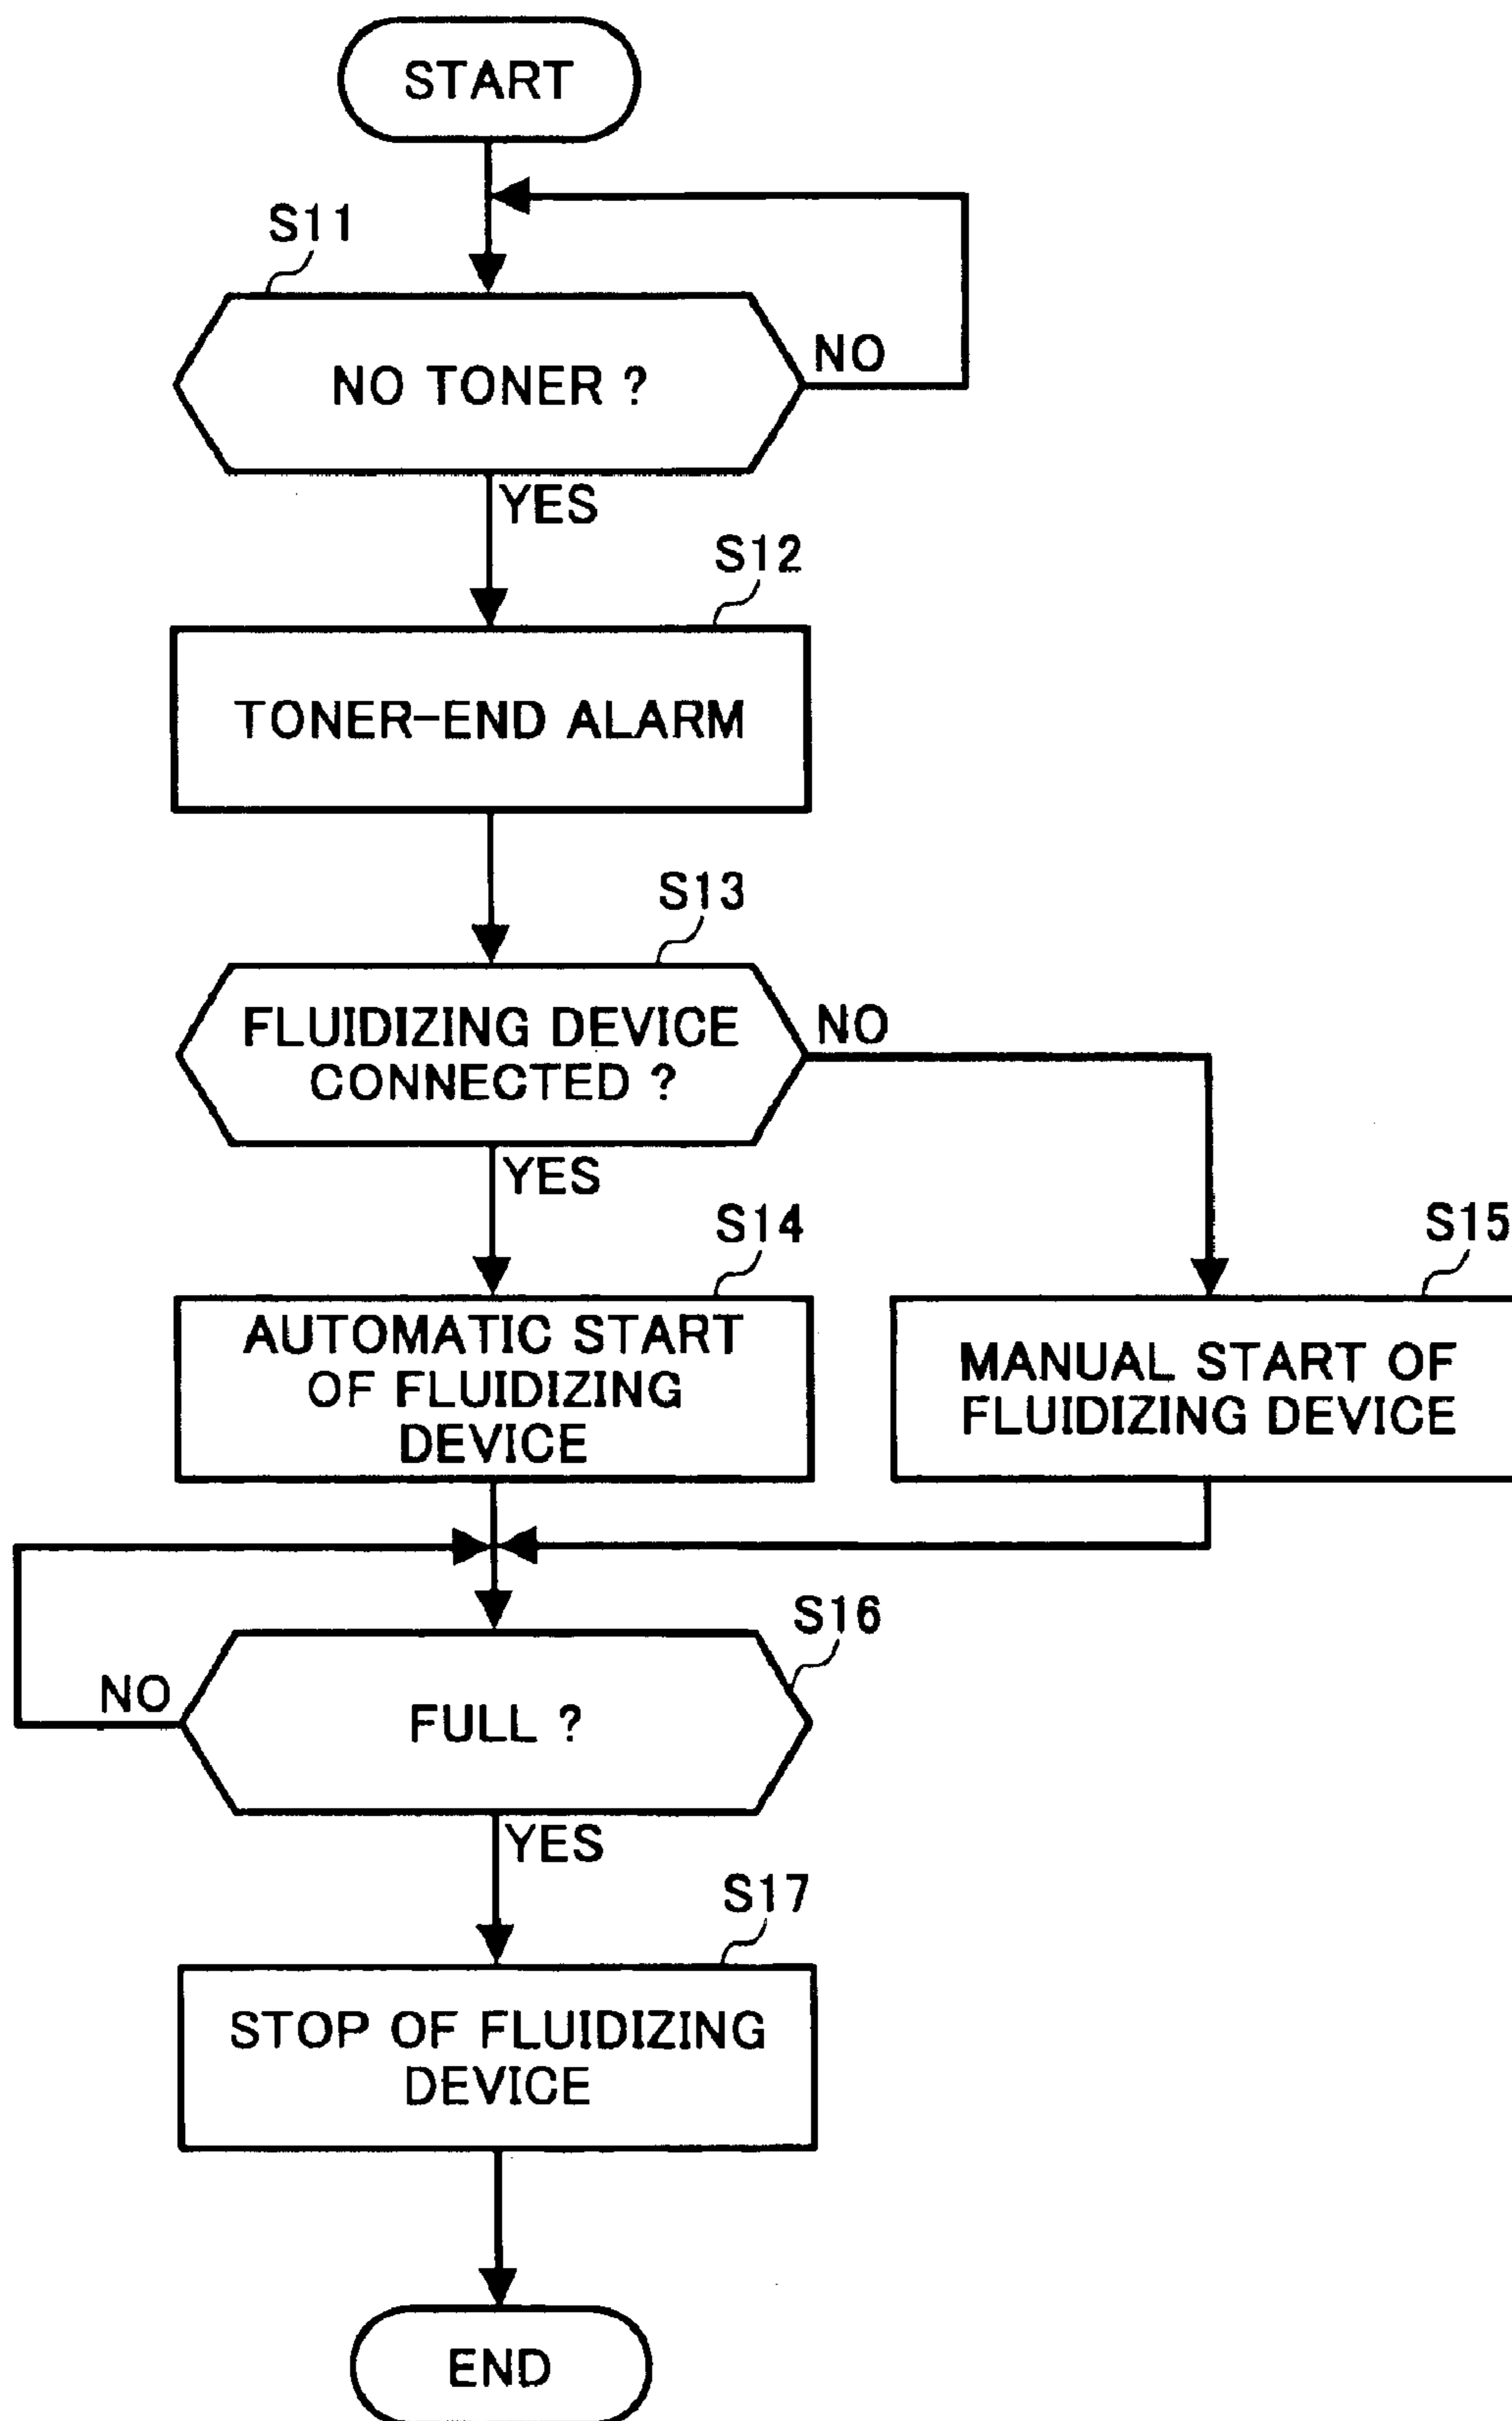 START
S11
NO TONER ?
NO
YES
S12
TONER-END ALARM
S13
FLUIDIZING DEVICE
CONNECTED ?
NO
YES
S14
AUTOMATIC START
OF FLUIDIZING
DEVICE
S15
MANUAL START OF
FLUIDIZING DEVICE
S16
FULL ?
NO
YES
S17
STOP OF FLUIDIZING
DEVICE
END